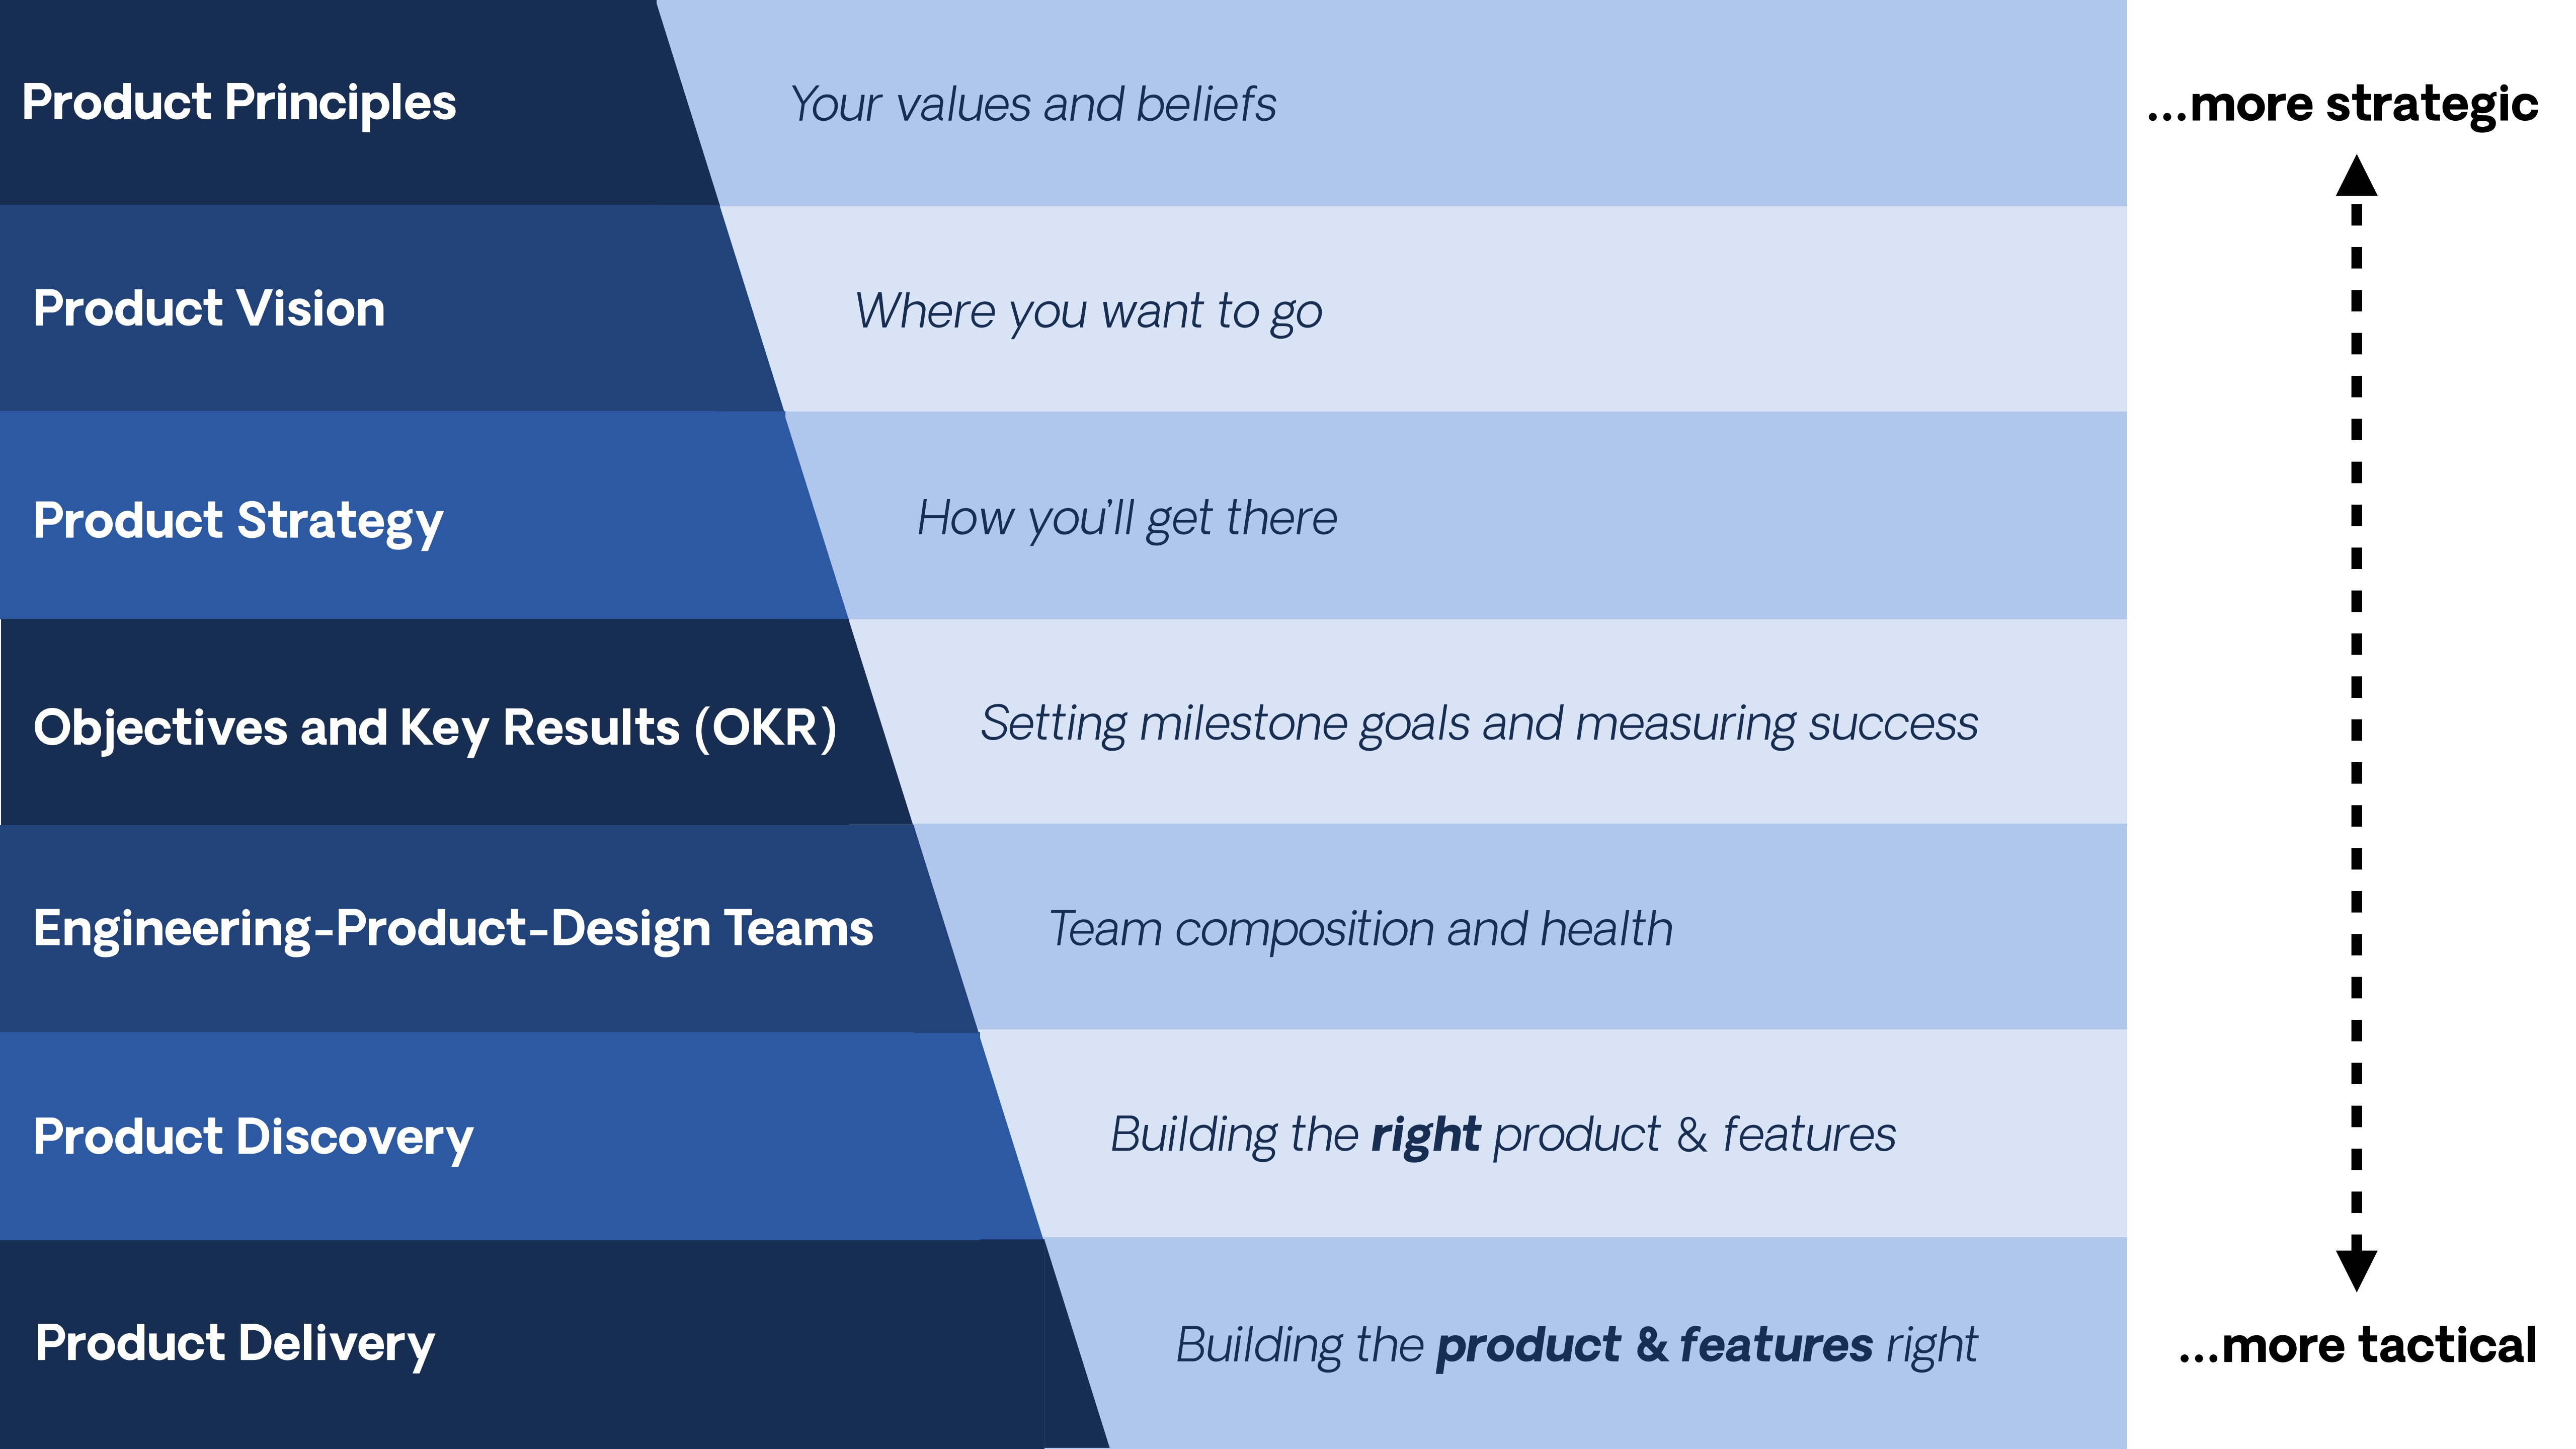 Product Principles
Your values and beliefs
...more strategic
Product Vision
Where you want to go
Product Strategy
How you’ll get there
Objectives and Key Results (OKR)
Setting milestone goals and measuring success
Engineering-Product-Design Teams
Team composition and health
Product Discovery
Building the right product & features
Product Delivery
Building the product & features right
...more tactical